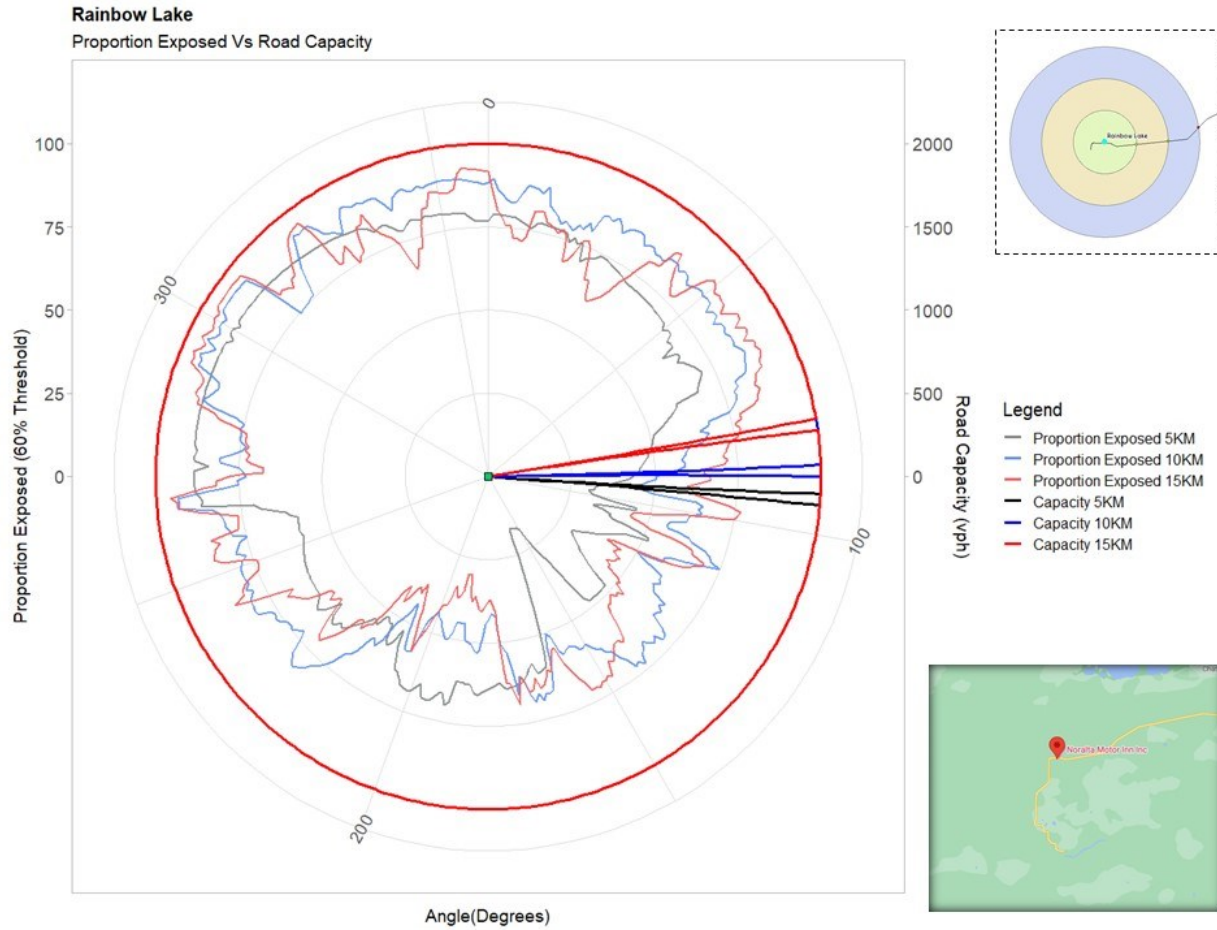 Rainbow Lake
Proportion Exposed Vs Road Capacity
Proportion Exposed (60% Threshold)
100
75
50
25
0
0
100
200
300
Angle(Degrees)
2000
1500
1000
500
0
Road Capacity (vph)
Rainbow Lake
Legend
Proportion Exposed 5KM
Proportion Exposed 10KM
Proportion Exposed 15KM
Capacity 5KM
Capacity 10KM
Capacity 15KM
Noralta Motor Inn Inc